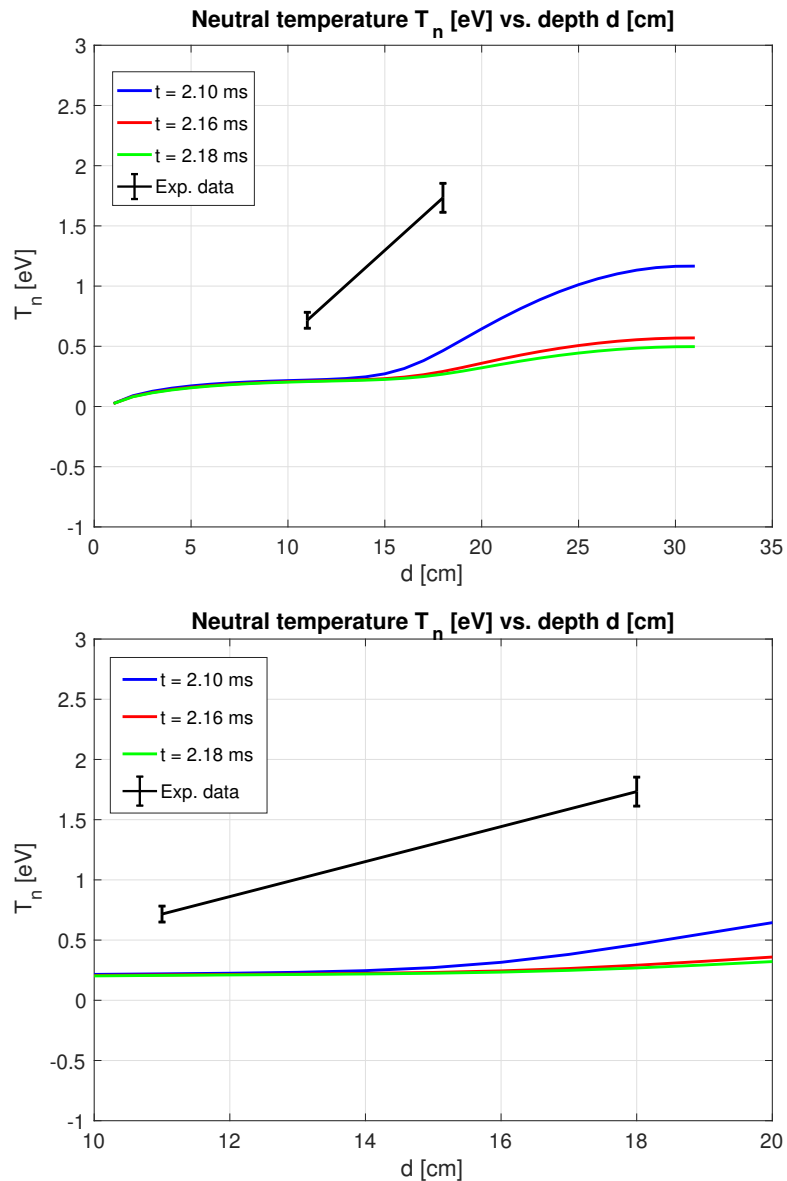 Neutral temperature T_n [eV] vs. depth d [cm]
3
2.5
2
1.5
1
0.5
0
-0.5
-1
T_n [eV]
t = 2.10 ms
t = 2.16 ms
t = 2.18 ms
Exp. data
0 5 10 15 20 25 30 35
d [cm]
Neutral temperature T_n [eV] vs. depth d [cm]
3
2.5
2
1.5
1
0.5
0
-0.5
-1
T_n [eV]
t = 2.10 ms
t = 2.16 ms
t = 2.18 ms
Exp. data
10 12 14 16 18 20
d [cm]